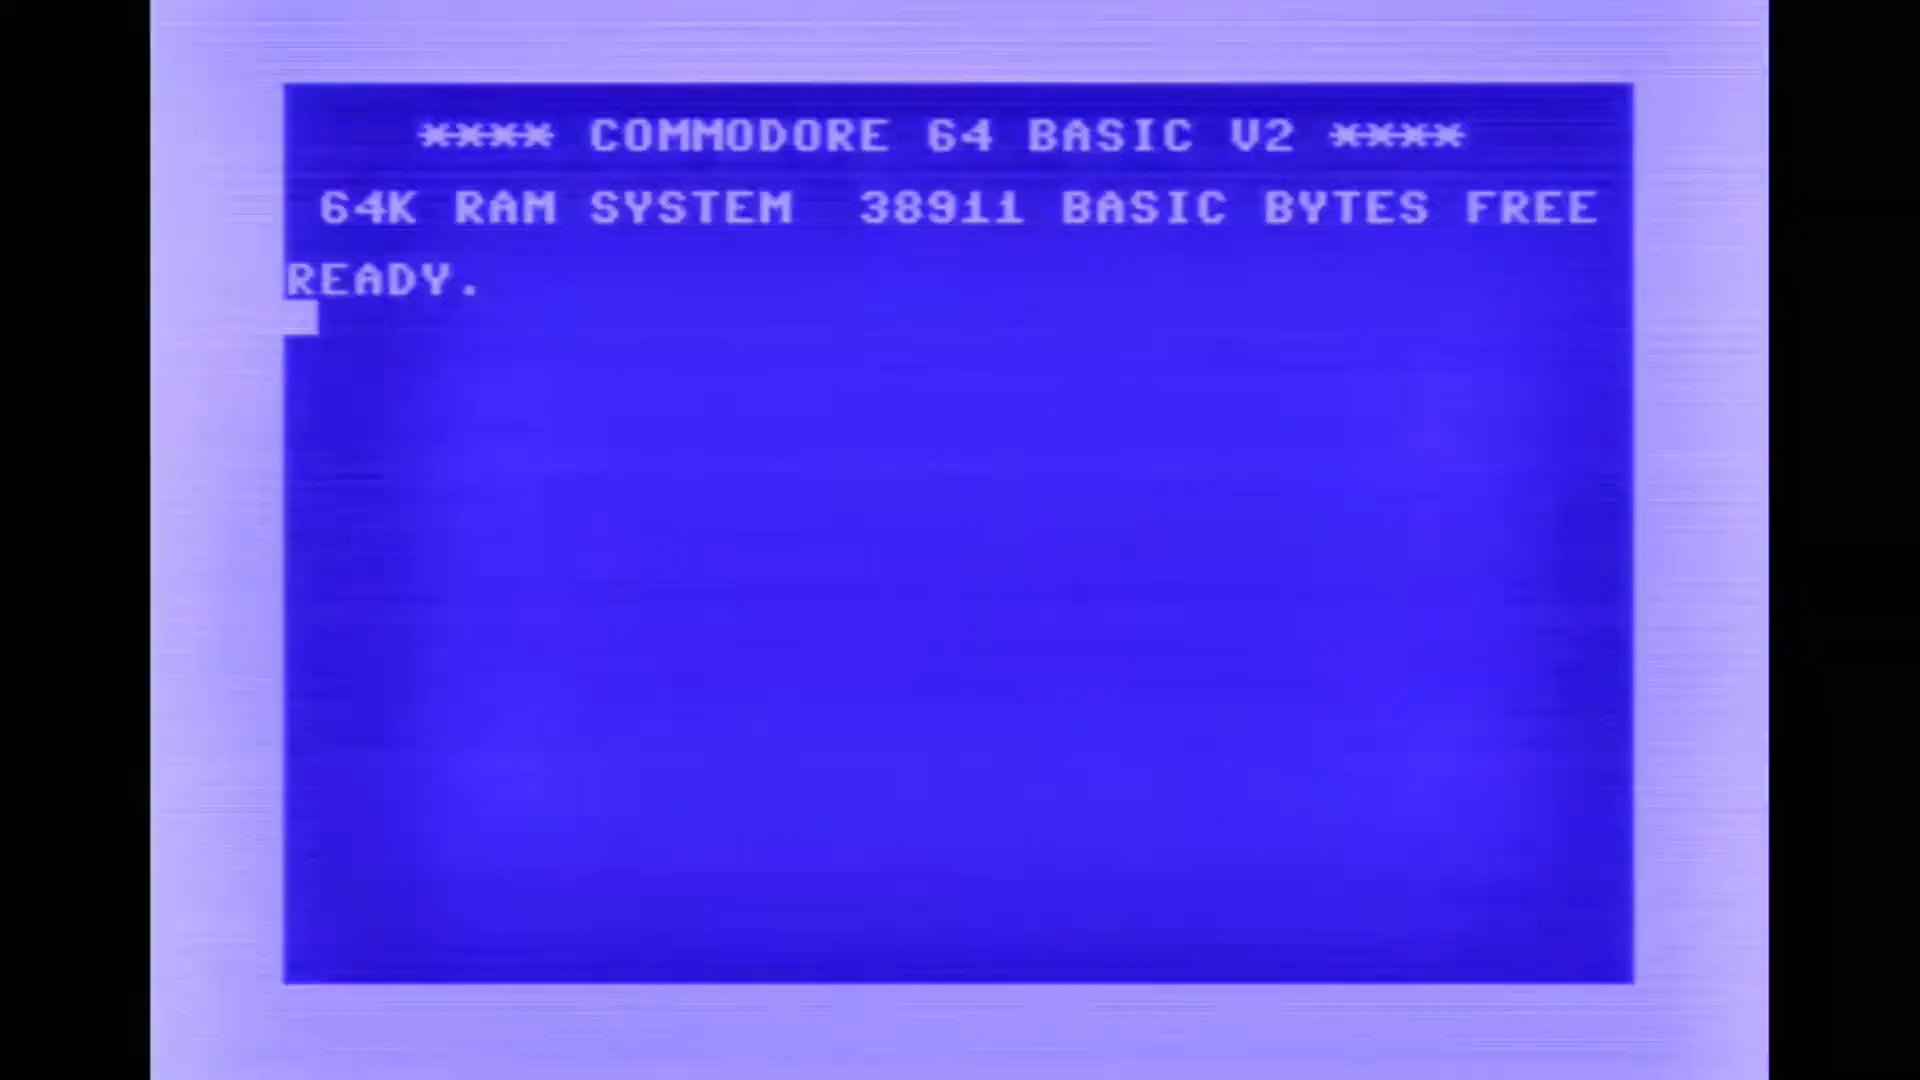 **** COMMODORE 64 BASIC V2 ****
64K RAM SYSTEM  38911 BASIC BYTES FREE
READY.